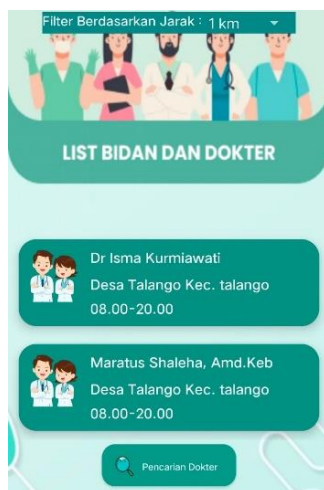 Filter Berdasarkan Jarak : 1 km
LIST BIDAN DAN DOKTER
Dr Isma Kurmiawati
Desa Talango Kec. talango
08.00-20.00
Maratus Shaleha, Amd.Keb
Desa Talango Kec. talango
08.00-20.00
Pencarian Dokter